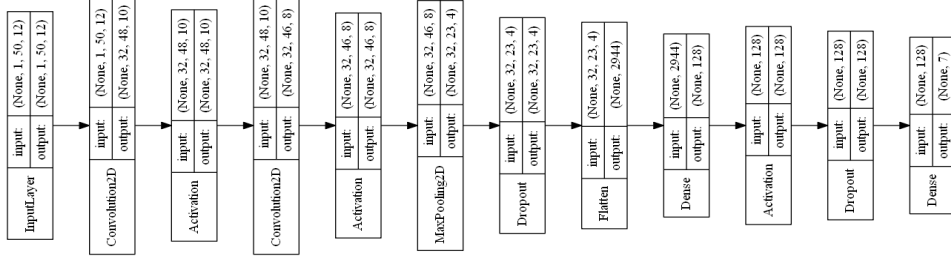 InputLayer
input: (None, 1, 50, 12)
output: (None, 1, 50, 12)
Convolution2D
input: (None, 1, 50, 12)
output: (None, 32, 48, 10)
Activation
input: (None, 32, 48, 10)
output: (None, 32, 48, 10)
Convolution2D
input: (None, 32, 48, 10)
output: (None, 32, 46, 8)
Activation
input: (None, 32, 46, 8)
output: (None, 32, 46, 8)
MaxPooling2D
input: (None, 32, 46, 8)
output: (None, 32, 23, 4)
Dropout
input: (None, 32, 23, 4)
output: (None, 32, 23, 4)
Flatten
input: (None, 32, 23, 4)
output: (None, 2944)
Dense
input: (None, 2944)
output: (None, 128)
Activation
input: (None, 128)
output: (None, 128)
Dropout
input: (None, 128)
output: (None, 128)
Dense
input: (None, 128)
output: (None, 7)